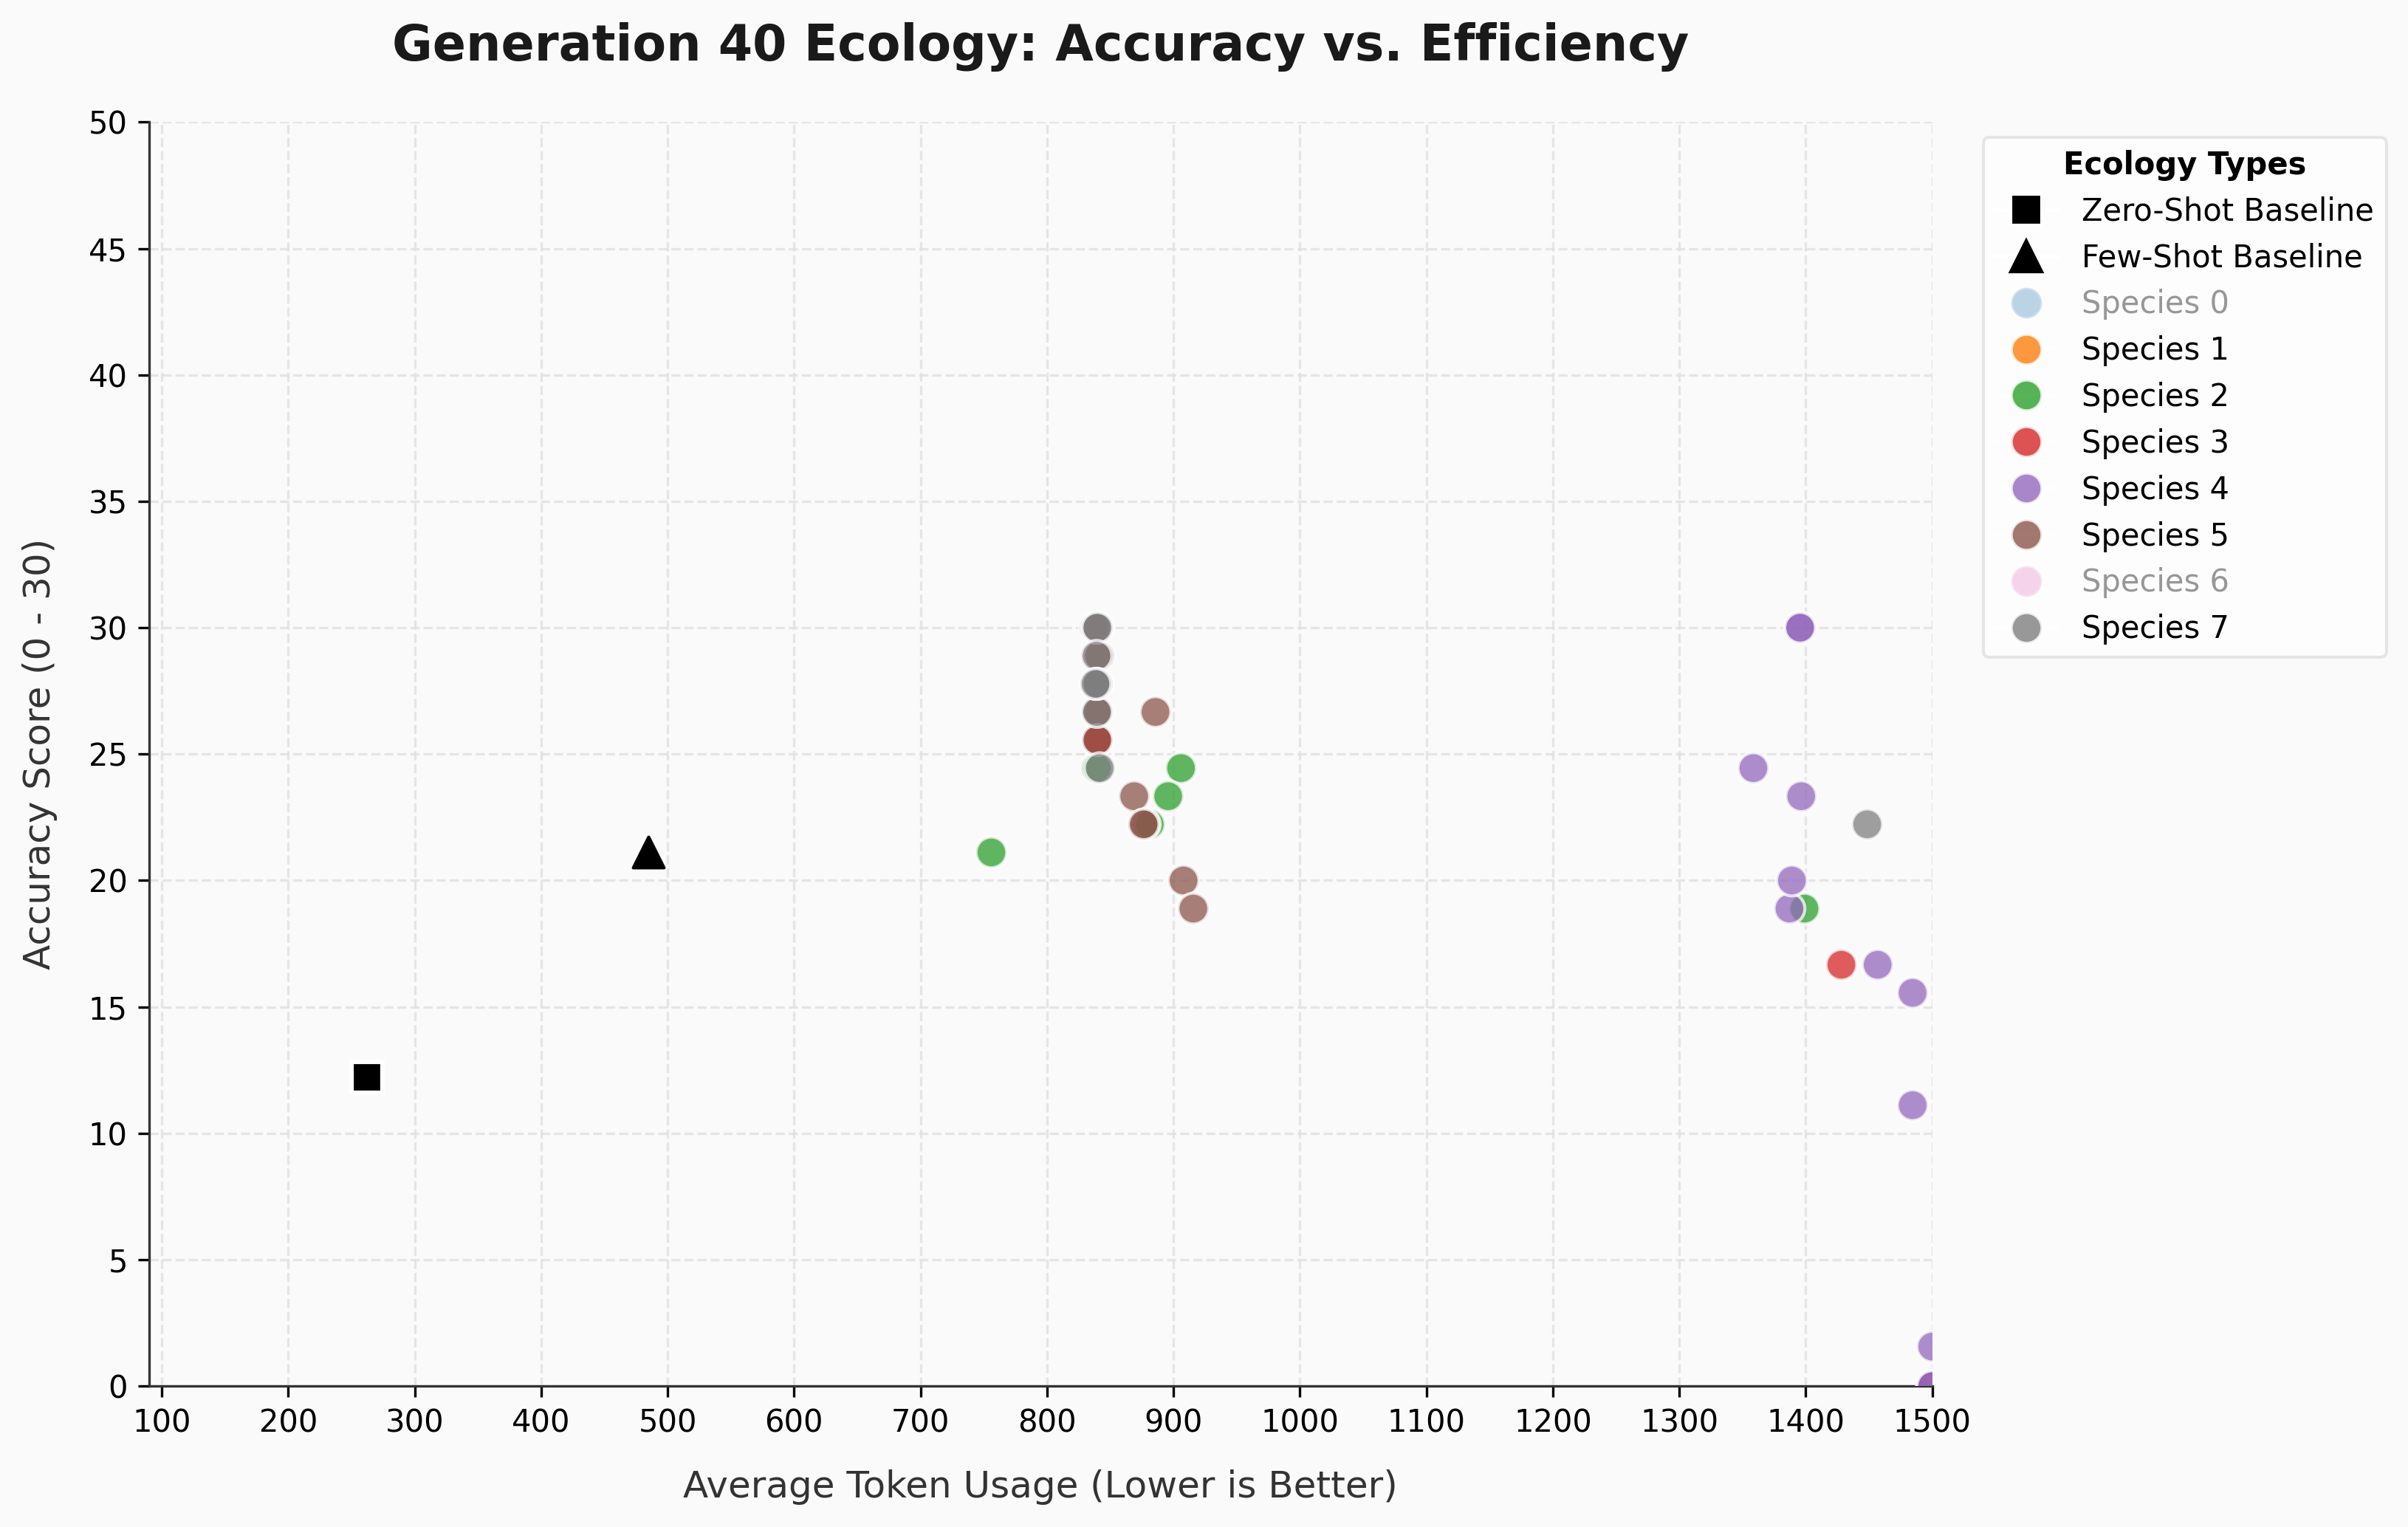 Generation 40 Ecology: Accuracy vs. Efficiency
50
45
40
35
30
25
20
15
10
5
0
Accuracy Score (0 - 30)
100 200 300 400 500 600 700 800 900 1000 1100 1200 1300 1400 1500
Average Token Usage (Lower is Better)
Ecology Types
Zero-Shot Baseline
Few-Shot Baseline
Species 0
Species 1
Species 2
Species 3
Species 4
Species 5
Species 6
Species 7